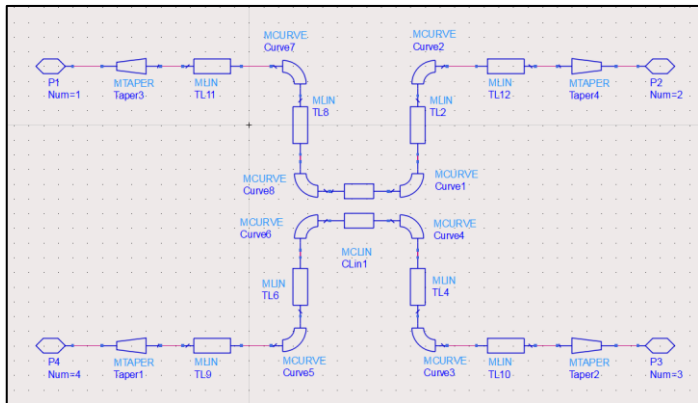 MCURVE
Curve7
MCURVE
Curve2
P1
Num=1
MTAPER
Taper3
MLIN
TL11
MLIN
TL12
MTAPER
Taper4
P2
Num=2
MLIN
TL8
MLIN
TL2
MCURVE
Curve8
MCURVE
Curve1
MCURVE
Curve6
MCURVE
Curve4
MCLIN
CLin1
MLIN
TL6
MLIN
TL4
P4
Num=4
MTAPER
Taper1
MLIN
TL9
MCURVE
Curve5
MCURVE
Curve3
MLIN
TL10
MTAPER
Taper2
P3
Num=3